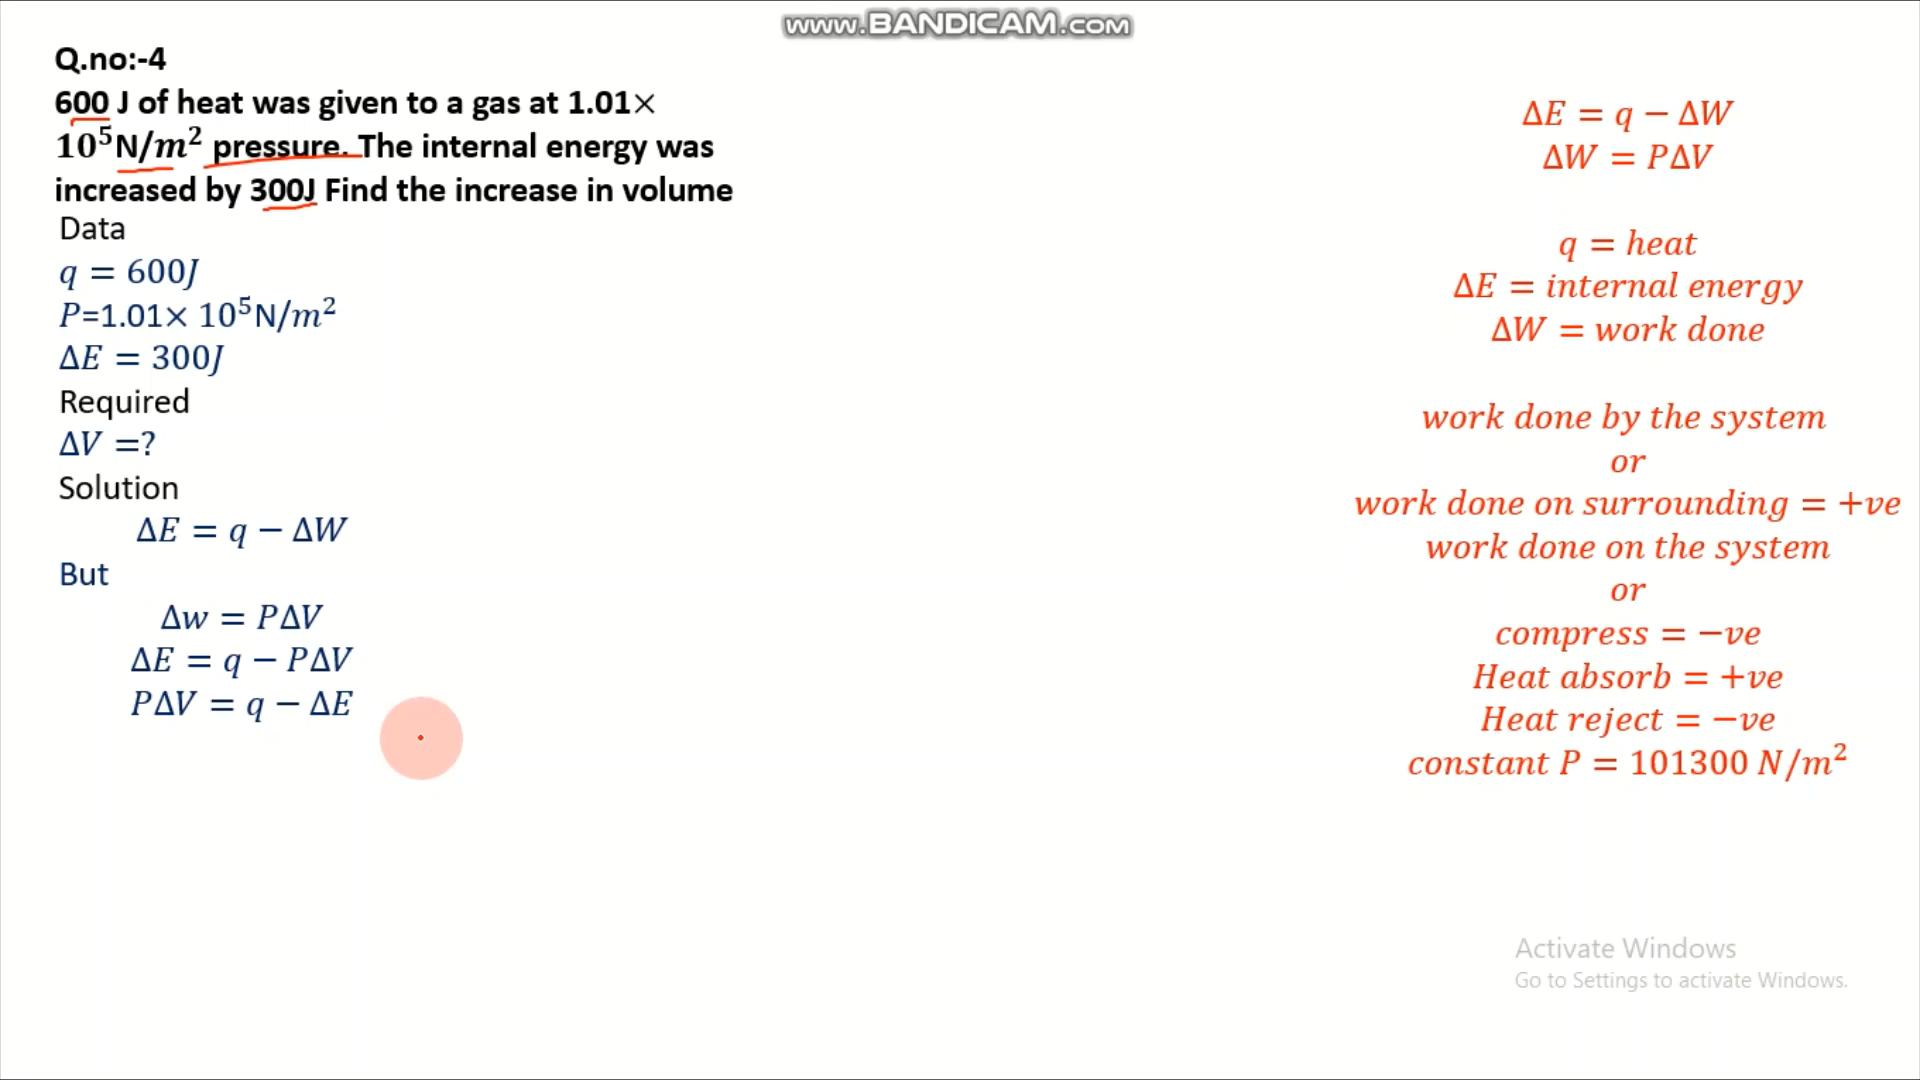 www.BANDICAM.com
Q.no:-4
600 J of heat was given to a gas at 1.01×
10⁵N/m² pressure. The internal energy was
increased by 300J Find the increase in volume
Data
q = 600J
P=1.01× 10⁵N/m²
ΔE = 300J
Required
ΔV =?
Solution
ΔE = q − ΔW
But
Δw = PΔV
ΔE = q − PΔV
PΔV = q − ΔE
ΔE = q − ΔW
ΔW = PΔV
q = heat
ΔE = internal energy
ΔW = work done
work done by the system
or
work done on surrounding = +ve
work done on the system
or
compress = −ve
Heat absorb = +ve
Heat reject = −ve
constant P = 101300 N/m²
Activate Windows
Go to Settings to activate Windows.